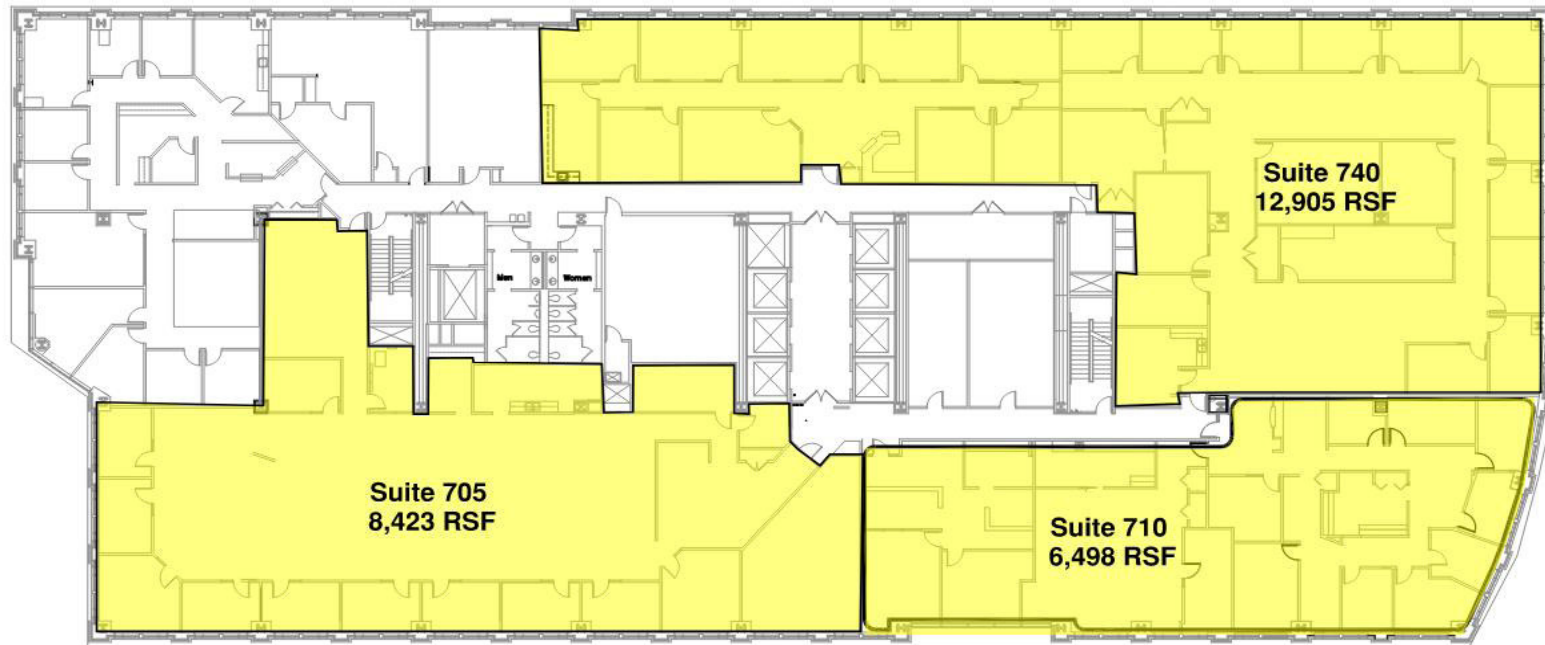 Suite 740
12,905 RSF
Men
Women
Suite 705
8,423 RSF
Suite 710
6,498 RSF